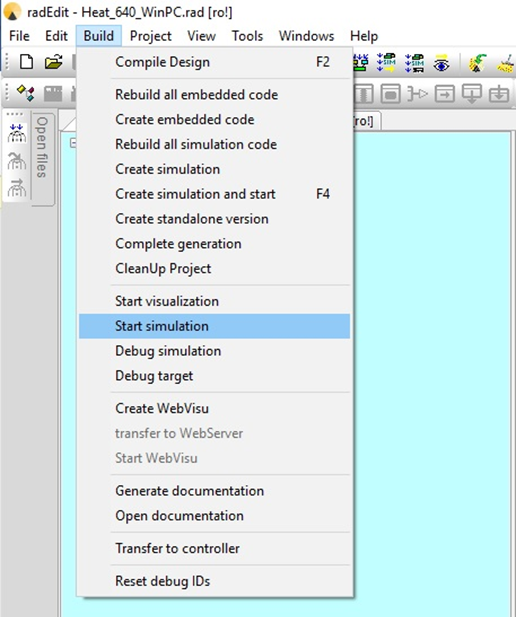 radEdit - Heat_640_WinPC.rad [ro!]
File Edit Build Project View Tools Windows Help
Compile Design F2
Rebuild all embedded code
Create embedded code
Rebuild all simulation code
Create simulation
Create simulation and start F4
Create standalone version
Complete generation
CleanUp Project
Start visualization
Start simulation
Debug simulation
Debug target
Create WebVisu
transfer to WebServer
Start WebVisu
Generate documentation
Open documentation
Transfer to controller
Reset debug IDs
Open files
[ro!]